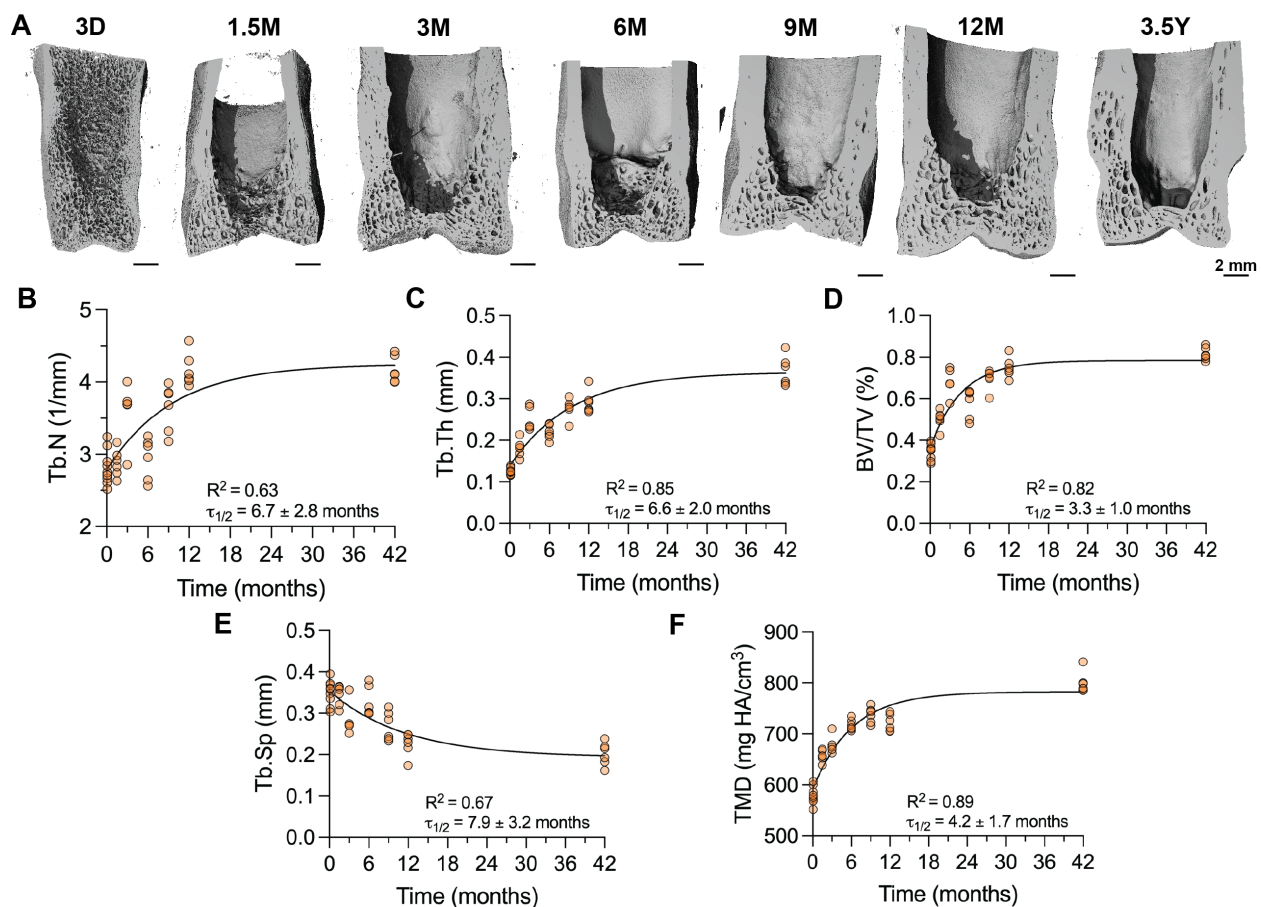 A
3D 1.5M 3M 6M 9M 12M 3.5Y
2 mm
B
Tb.N (1/mm)
5
4
3
2
R² = 0.63
τ1/2 = 6.7 ± 2.8 months
0 6 12 18 24 30 36 42
Time (months)
C
Tb.Th (mm)
0.5
0.4
0.3
0.2
0.1
0.0
R² = 0.85
τ1/2 = 6.6 ± 2.0 months
0 6 12 18 24 30 36 42
Time (months)
D
BV/TV (%)
1.0
0.8
0.6
0.4
0.2
0.0
R² = 0.82
τ1/2 = 3.3 ± 1.0 months
0 6 12 18 24 30 36 42
Time (months)
E
Tb.Sp (mm)
0.5
0.4
0.3
0.2
0.1
0.0
R² = 0.67
τ1/2 = 7.9 ± 3.2 months
0 6 12 18 24 30 36 42
Time (months)
F
TMD (mg HA/cm³)
900
800
700
600
500
R² = 0.89
τ1/2 = 4.2 ± 1.7 months
0 6 12 18 24 30 36 42
Time (months)